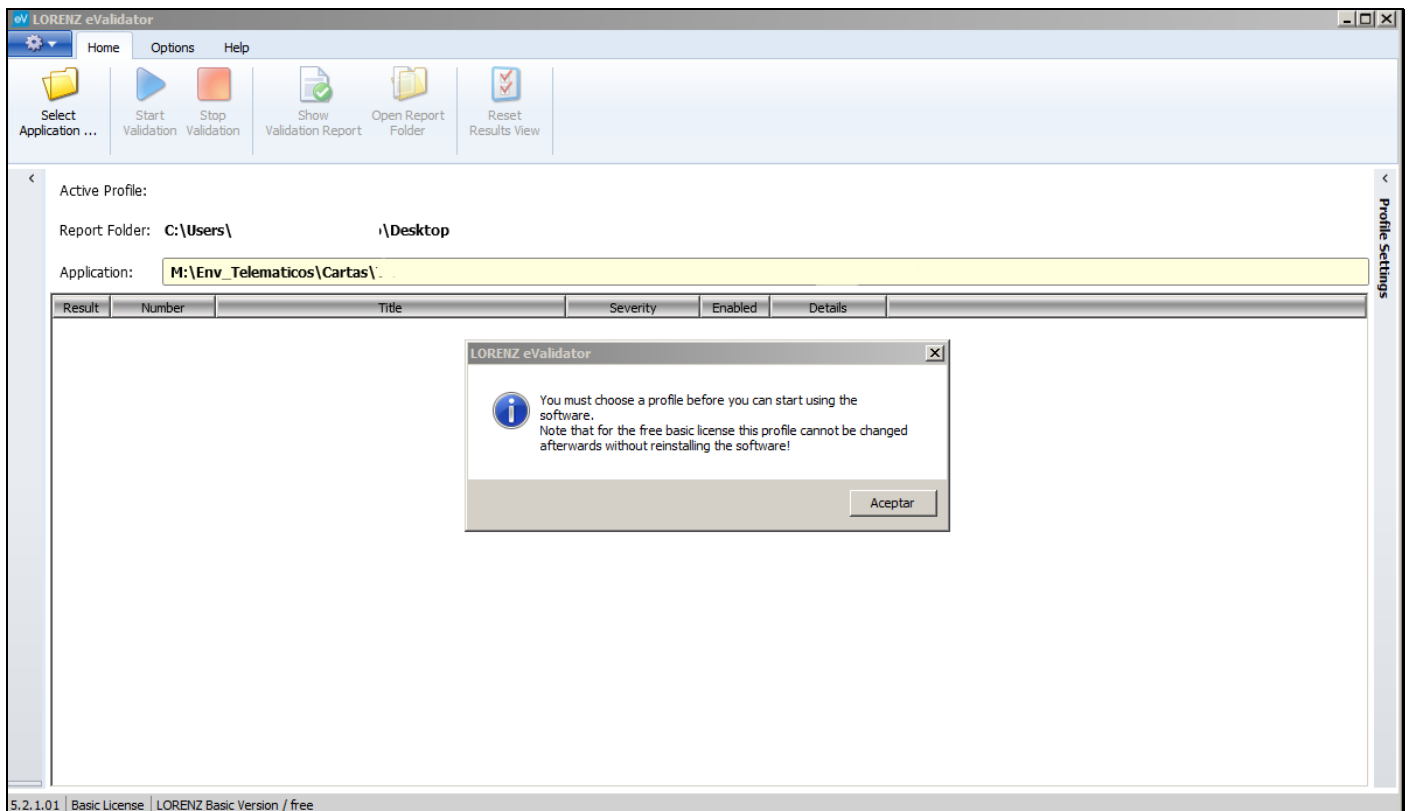 eV LORENZ eValidator
Home Options Help
Select Application ...
Start Validation
Stop Validation
Show Validation Report
Open Report Folder
Reset Results View
Active Profile:
Report Folder: C:\Users\ \Desktop
Application: M:\Env_Telematicos\Cartas\
Profile Settings
Result Number Title Severity Enabled Details
LORENZ eValidator
You must choose a profile before you can start using the
software.
Note that for the free basic license this profile cannot be changed
afterwards without reinstalling the software!
Aceptar
5.2.1.01 Basic License LORENZ Basic Version / free